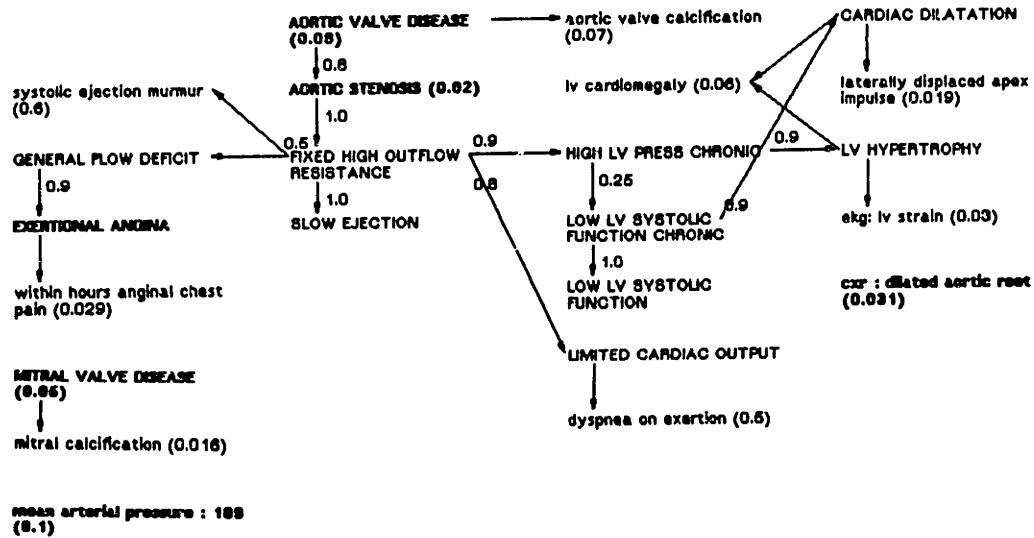 AORTIC VALVE DISEASE
(0.08)
aortic valve calcification
(0.07)
CARDIAC DILATATION
0.8
systolic ejection murmur
(0.6)
AORTIC STENOSIS (0.02)
lv cardiomegaly (0.06)
laterally displaced apex
impulse (0.019)
1.0
0.5
GENERAL FLOW DEFICIT
FIXED HIGH OUTFLOW
RESISTANCE
0.9
HIGH LV PRESS CHRONIC
0.9
LV HYPERTROPHY
0.9
1.0
0.25
EXERTIONAL ANGINA
SLOW EJECTION
LOW LV SYSTOLIC
FUNCTION CHRONIC
0.9
ekg: lv strain (0.03)
1.0
within hours anginal chest
pain (0.029)
LOW LV SYSTOLIC
FUNCTION
cxr : dilated aortic root
(0.031)
LIMITED CARDIAC OUTPUT
MITRAL VALVE DISEASE
dyspnea on exertion (0.5)
mitral calcification (0.016)
mean arterial pressure :
(0.1)